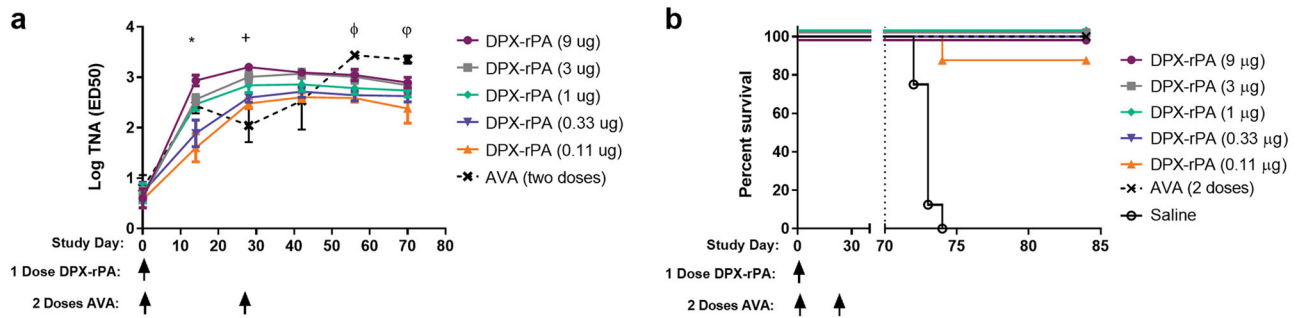 a
Log TNA (ED50)
4
3
2
1
0
* + ϕ φ
0 10 20 30 40 50 60 70 80
Study Day:
1 Dose DPX-rPA:
2 Doses AVA:
DPX-rPA (9 ug)
DPX-rPA (3 ug)
DPX-rPA (1 ug)
DPX-rPA (0.33 ug)
DPX-rPA (0.11 ug)
AVA (two doses)
b
Percent survival
100
80
60
40
20
0
0 30 70 75 80 85
Study Day:
1 Dose DPX-rPA:
2 Doses AVA:
DPX-rPA (9 μg)
DPX-rPA (3 μg)
DPX-rPA (1 μg)
DPX-rPA (0.33 μg)
DPX-rPA (0.11 μg)
AVA (2 doses)
Saline